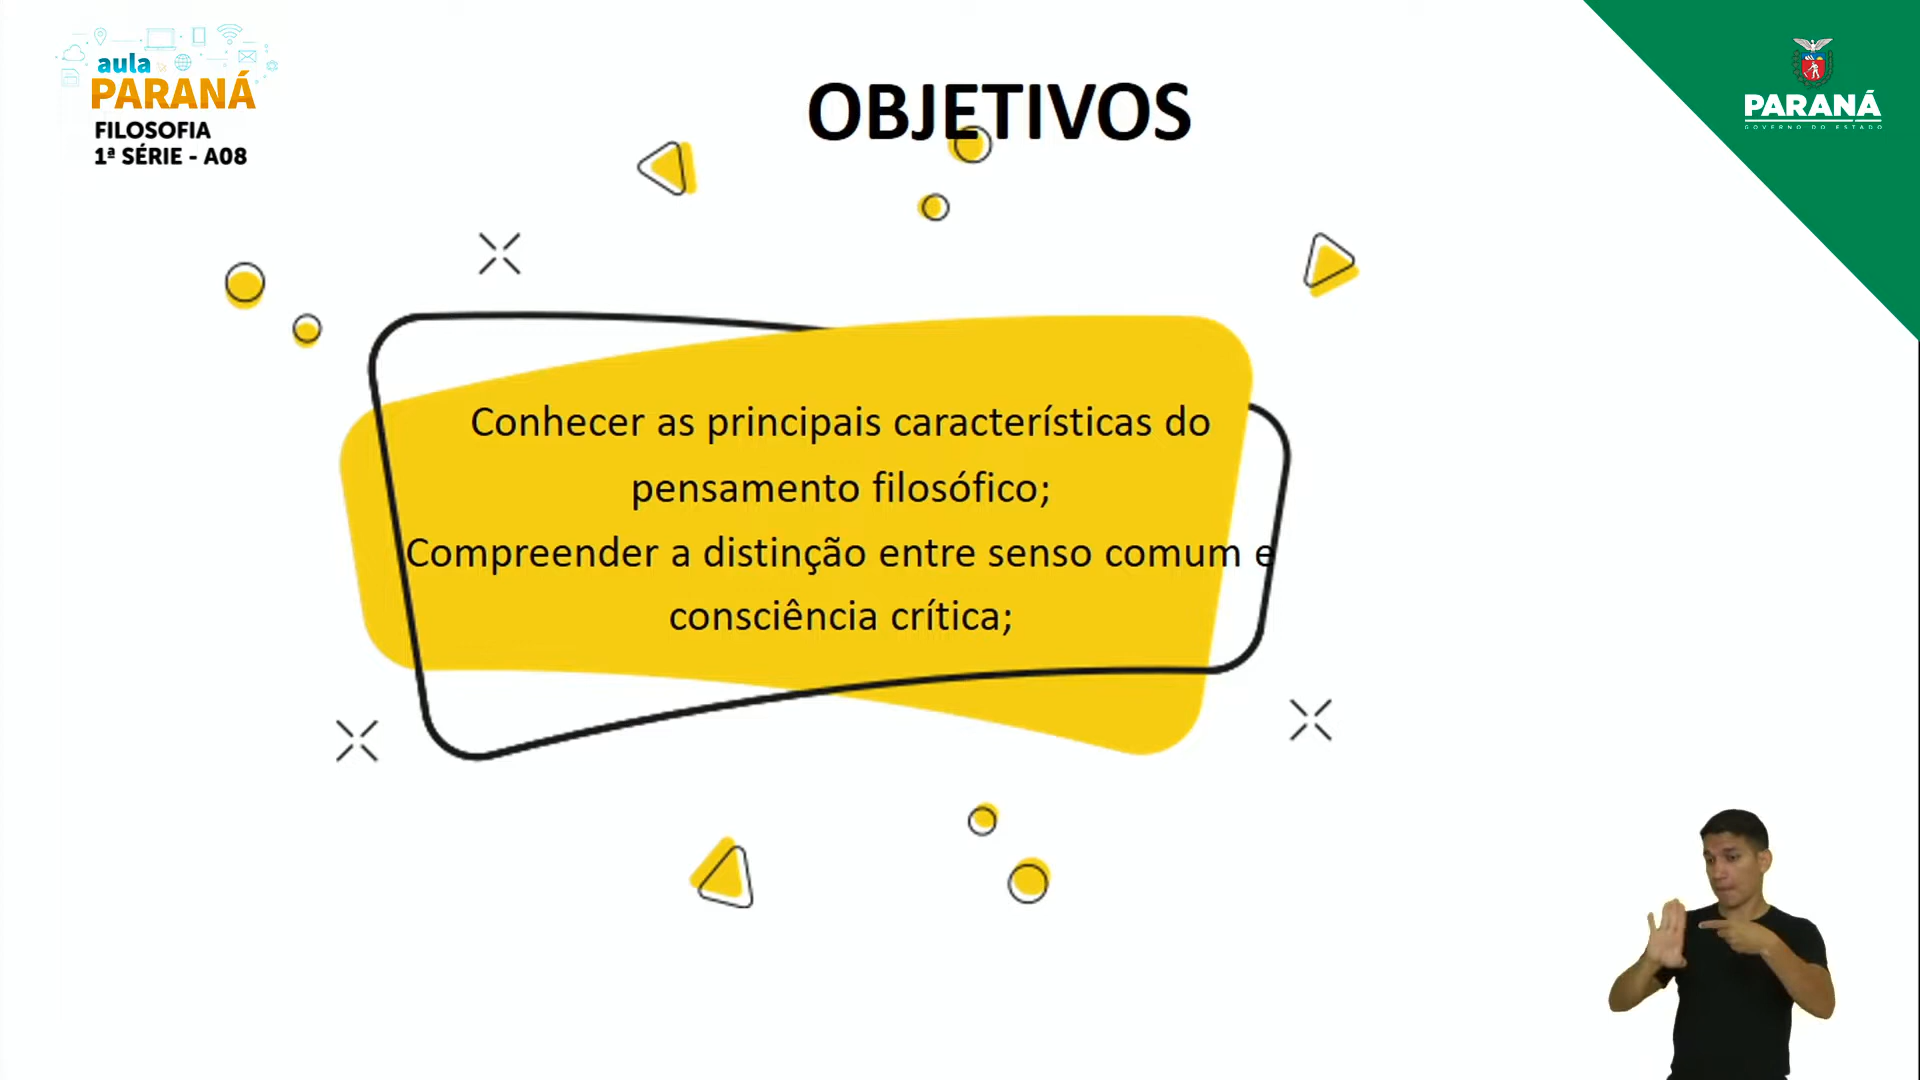 aula
PARANÁ
FILOSOFIA
1ª SÉRIE - A08
OBJETIVOS
PARANÁ
GOVERNO DO ESTADO
Conhecer as principais características do
pensamento filosófico;
Compreender a distinção entre senso comum e
consciência crítica;